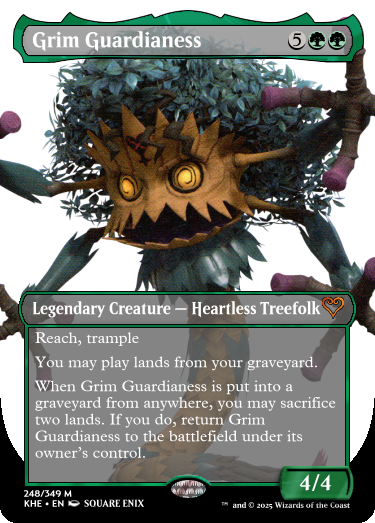 Grim Guardianess 5
Legendary Creature — Heartless Treefolk
Reach, trample
You may play lands from your graveyard.
When Grim Guardianess is put into a
graveyard from anywhere, you may sacrifice
two lands. If you do, return Grim
Guardianess to the battlefield under its
owner's control.
4/4
248/349 M
KHE • EN SQUARE ENIX
™ and © 2025 Wizards of the Coast